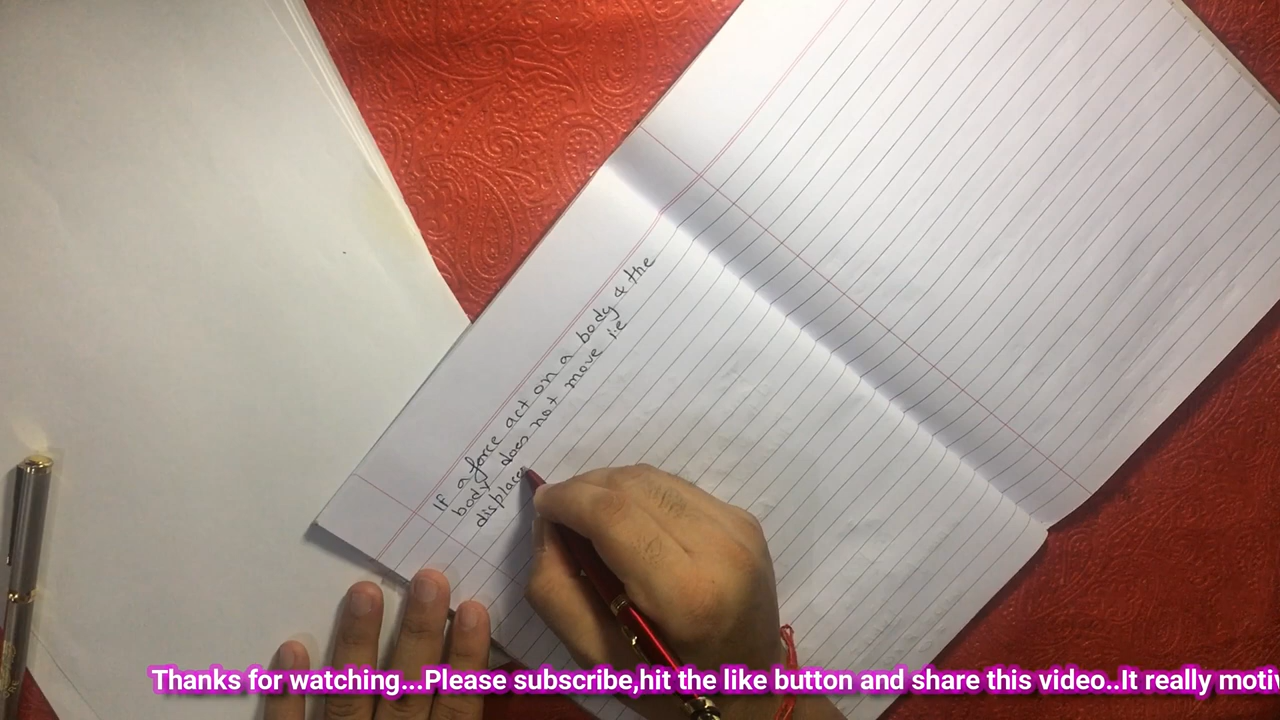 If a force act on a body & the
body does not move i.e
displace
Thanks for watching...Please subscribe,hit the like button and share this video..It really motiv